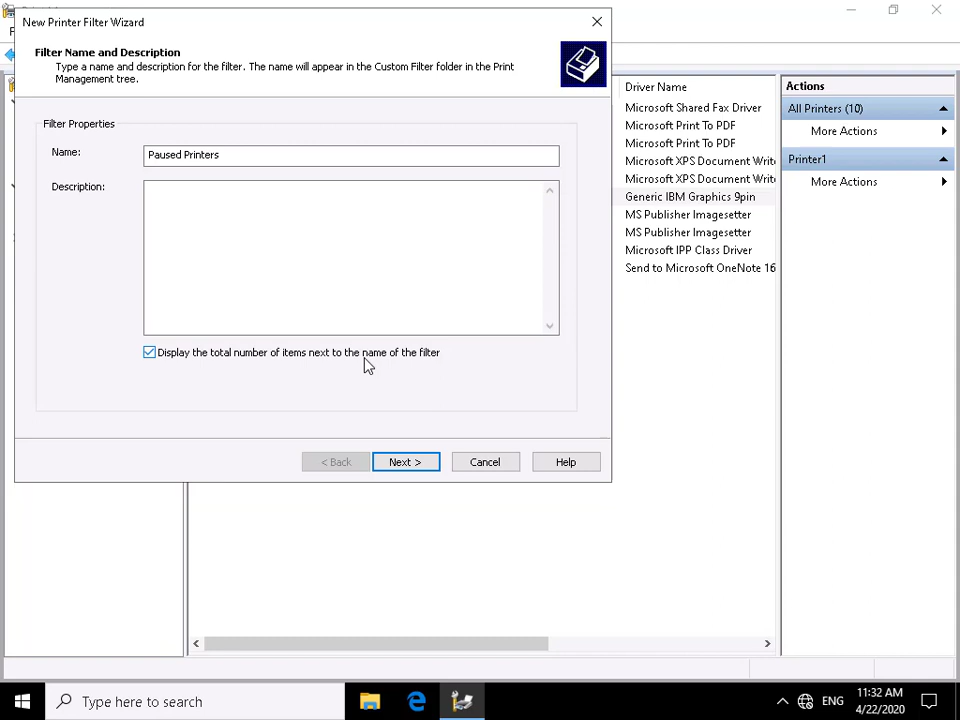 New Printer Filter Wizard
Filter Name and Description
Type a name and description for the filter. The name will appear in the Custom Filter folder in the Print
Management tree.
Filter Properties
Name:
Paused Printers
Description:
Display the total number of items next to the name of the filter
< Back
Next >
Cancel
Help
Driver Name
Microsoft Shared Fax Driver
Microsoft Print To PDF
Microsoft Print To PDF
Microsoft XPS Document Write
Microsoft XPS Document Write
Generic IBM Graphics 9pin
MS Publisher Imagesetter
MS Publisher Imagesetter
Microsoft IPP Class Driver
Send to Microsoft OneNote 16
Actions
All Printers (10)
More Actions
Printer1
More Actions
Type here to search
ENG
11:32 AM
4/22/2020